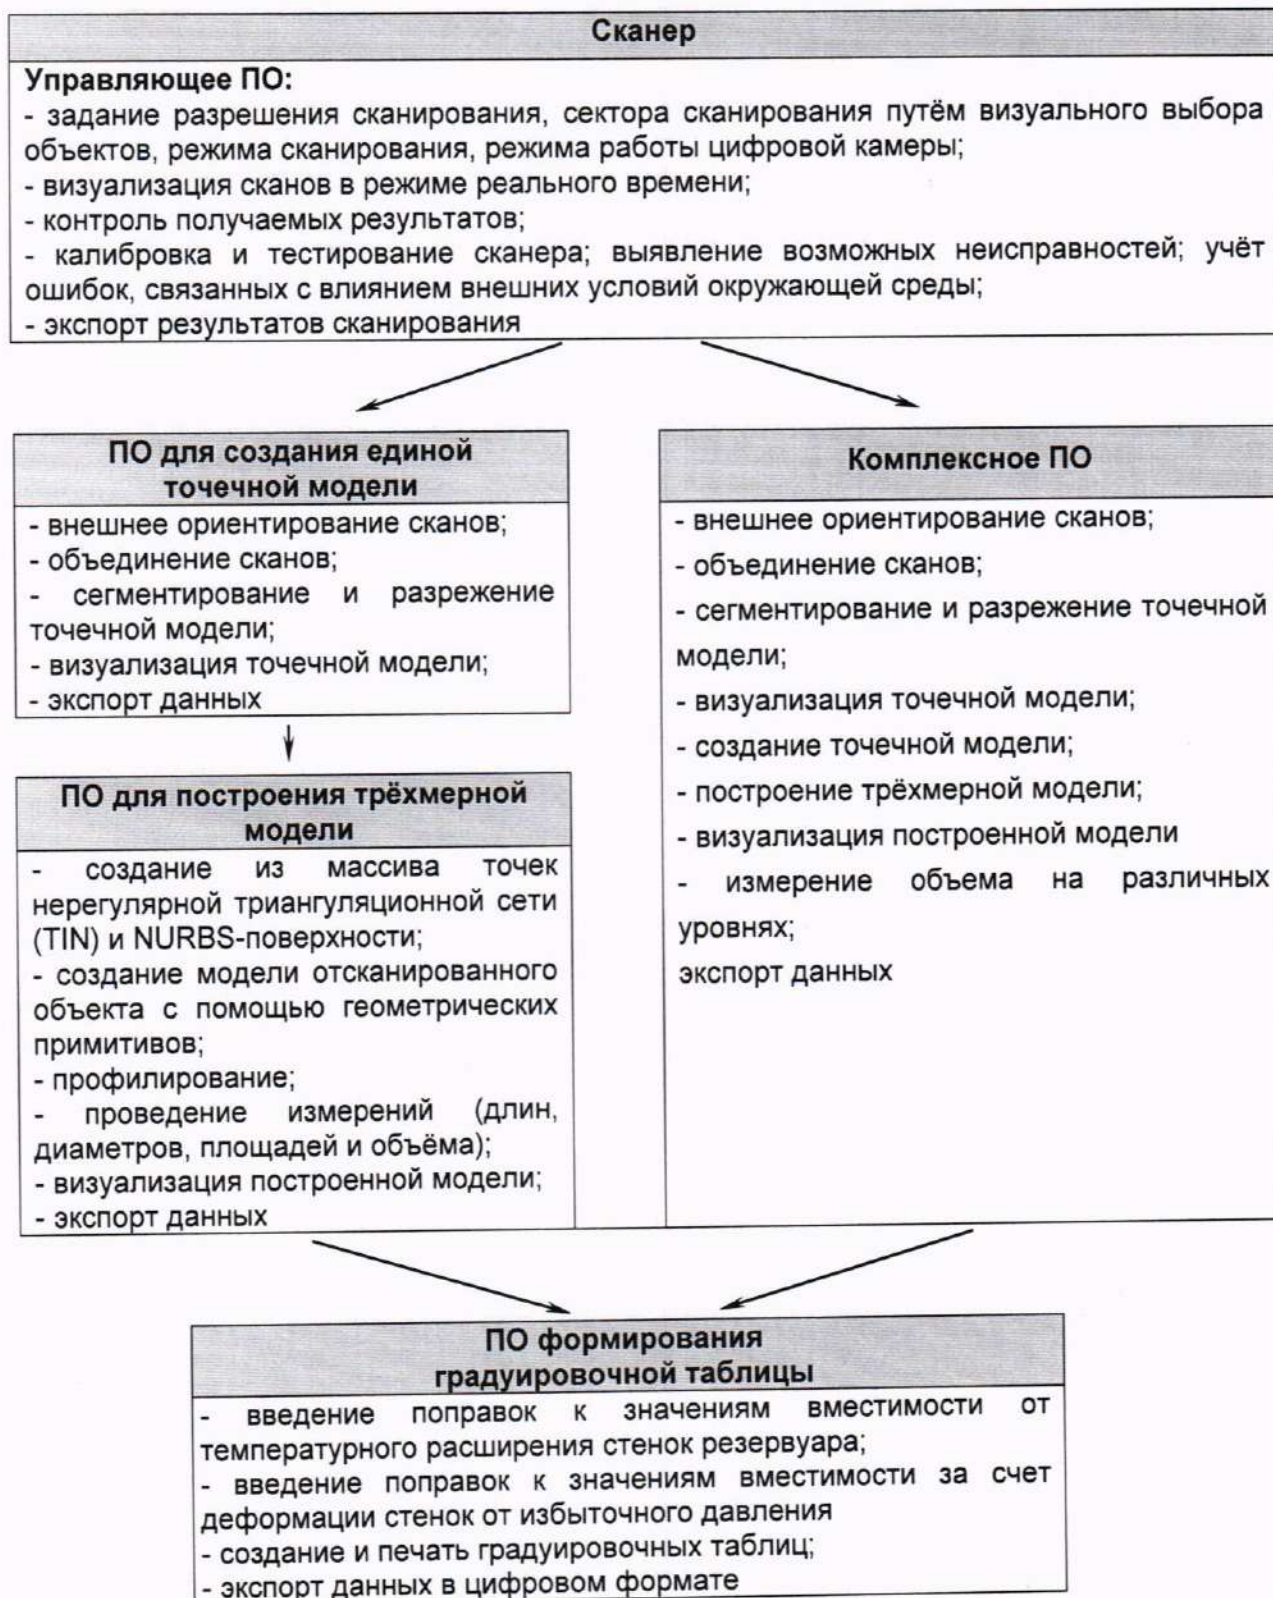 Сканер
Управляющее ПО:
- задание разрешения сканирования, сектора сканирования путём визуального выбора
объектов, режима сканирования, режима работы цифровой камеры;
- визуализация сканов в режиме реального времени;
- контроль получаемых результатов;
- калибровка и тестирование сканера; выявление возможных неисправностей; учёт
ошибок, связанных с влиянием внешних условий окружающей среды;
- экспорт результатов сканирования
ПО для создания единой
точечной модели
- внешнее ориентирование сканов;
- объединение сканов;
- сегментирование и разрежение
точечной модели;
- визуализация точечной модели;
- экспорт данных
ПО для построения трёхмерной
модели
- создание из массива точек
нерегулярной триангуляционной сети
(TIN) и NURBS-поверхности;
- создание модели отсканированного
объекта с помощью геометрических
примитивов;
- профилирование;
- проведение измерений (длин,
диаметров, площадей и объёма);
- визуализация построенной модели;
- экспорт данных
Комплексное ПО
- внешнее ориентирование сканов;
- объединение сканов;
- сегментирование и разрежение точечной
модели;
- визуализация точечной модели;
- создание точечной модели;
- построение трёхмерной модели;
- визуализация построенной модели
- измерение объема на различных
уровнях;
экспорт данных
ПО формирования
градуировочной таблицы
- введение поправок к значениям вместимости от
температурного расширения стенок резервуара;
- введение поправок к значениям вместимости за счет
деформации стенок от избыточного давления
- создание и печать градуировочных таблиц;
- экспорт данных в цифровом формате